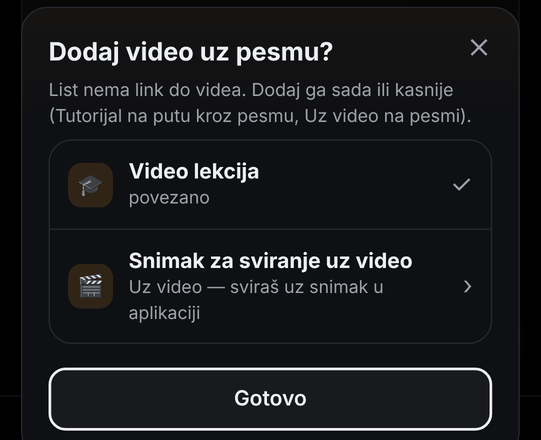 Dodaj video uz pesmu?
List nema link do videa. Dodaj ga sada ili kasnije
(Tutorijal na putu kroz pesmu, Uz video na pesmi).
Video lekcija
povezano
Snimak za sviranje uz video
Uz video — sviraš uz snimak u
aplikaciji
Gotovo